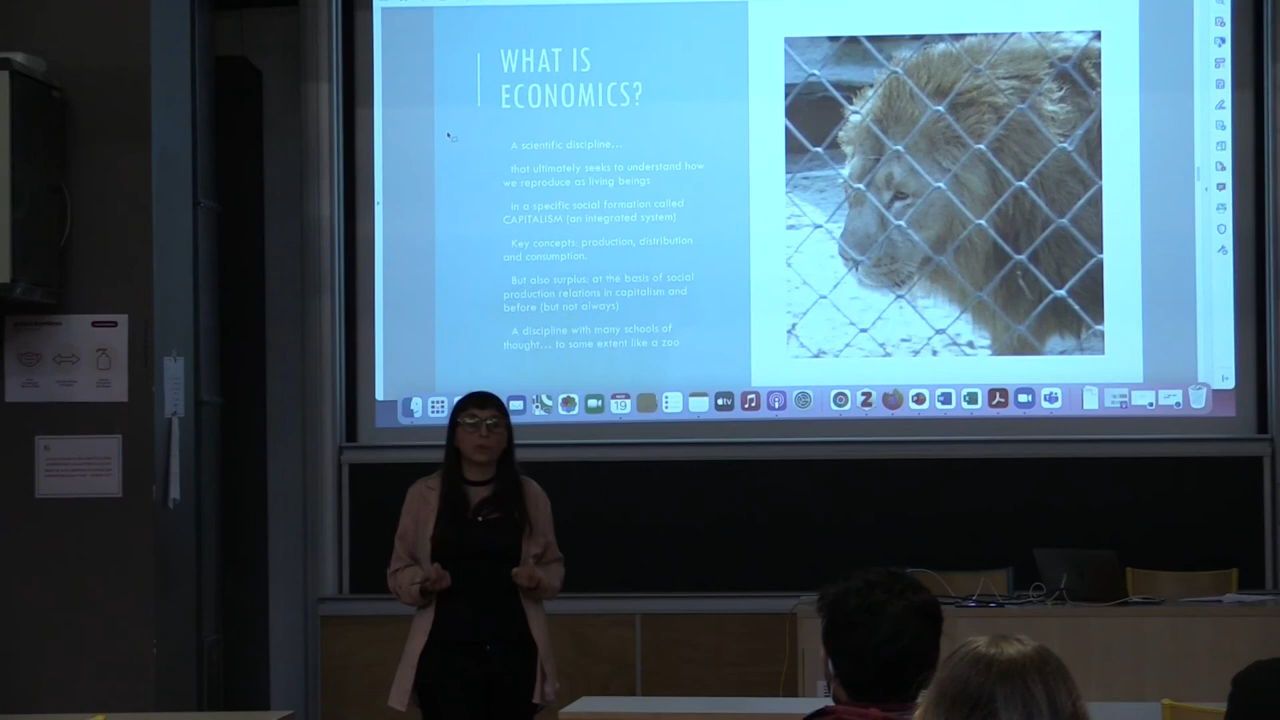 WHAT IS
ECONOMICS?
A scientific discipline...
that ultimately seeks to understand how
we reproduce as living beings
in a specific social formation called
CAPITALISM (an integrated system)
Key concepts: production, distribution
and consumption.
But also surplus: at the basis of social
production relations in capitalism and
before (but not always)
A discipline with many schools of
thought... to some extent like a zoo
19
tv
Z